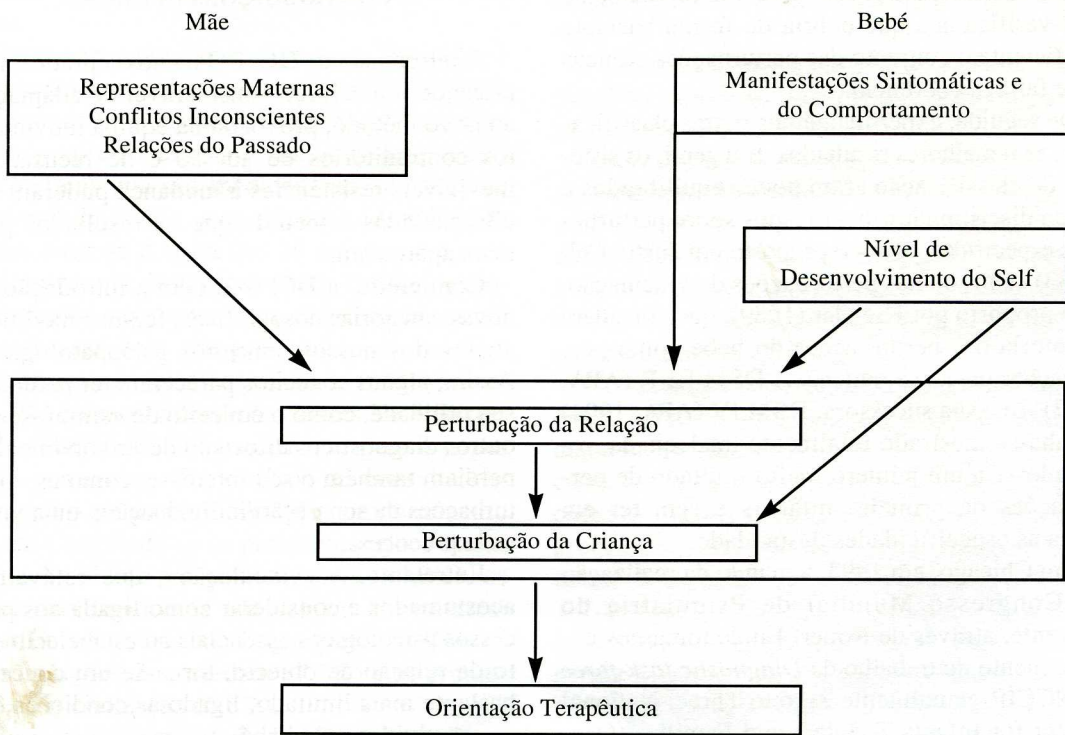 Mãe
Bebé
Representações Maternas
Conflitos Inconscientes
Relações do Passado
Manifestações Sintomáticas e
do Comportamento
Nível de
Desenvolvimento do Self
Perturbação da Relação
Perturbação da Criança
Orientação Terapêutica